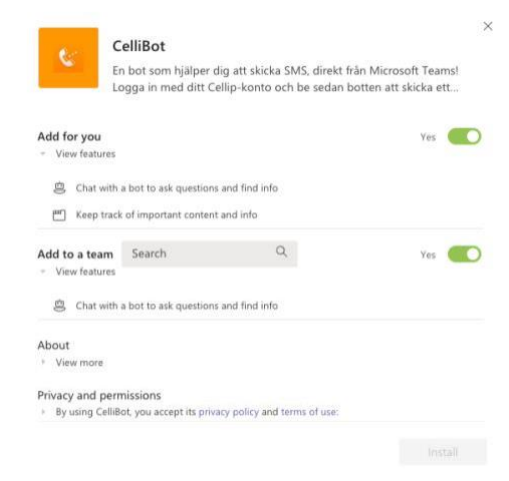 CelliBot
En bot som hjälper dig att skicka SMS, direkt från Microsoft Teams!
Logga in med ditt Cellip-konto och be sedan botten att skicka ett...
Add for you
Yes
View features
Chat with a bot to ask questions and find info
Keep track of important content and info
Add to a team
Search
Yes
View features
Chat with a bot to ask questions and find info
About
View more
Privacy and permissions
By using CelliBot, you accept its privacy policy and terms of use:
Install